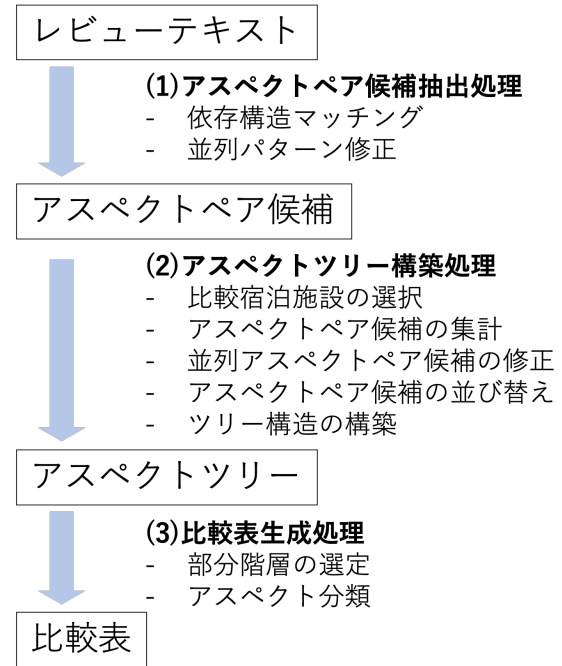 レビューテキスト
(1)アスペクトペア候補抽出処理
- 依存構造マッチング
- 並列パターン修正
アスペクトペア候補
(2)アスペクトツリー構築処理
- 比較宿泊施設の選択
- アスペクトペア候補の集計
- 並列アスペクトペア候補の修正
- アスペクトペア候補の並び替え
- ツリー構造の構築
アスペクトツリー
(3)比較表生成処理
- 部分階層の選定
- アスペクト分類
比較表